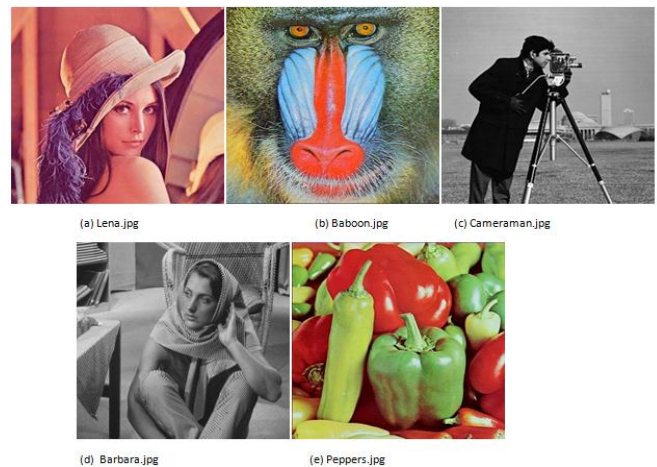 (a) Lena.jpg
(b) Baboon.jpg
(c) Cameraman.jpg
(d) Barbara.jpg
(e) Peppers.jpg